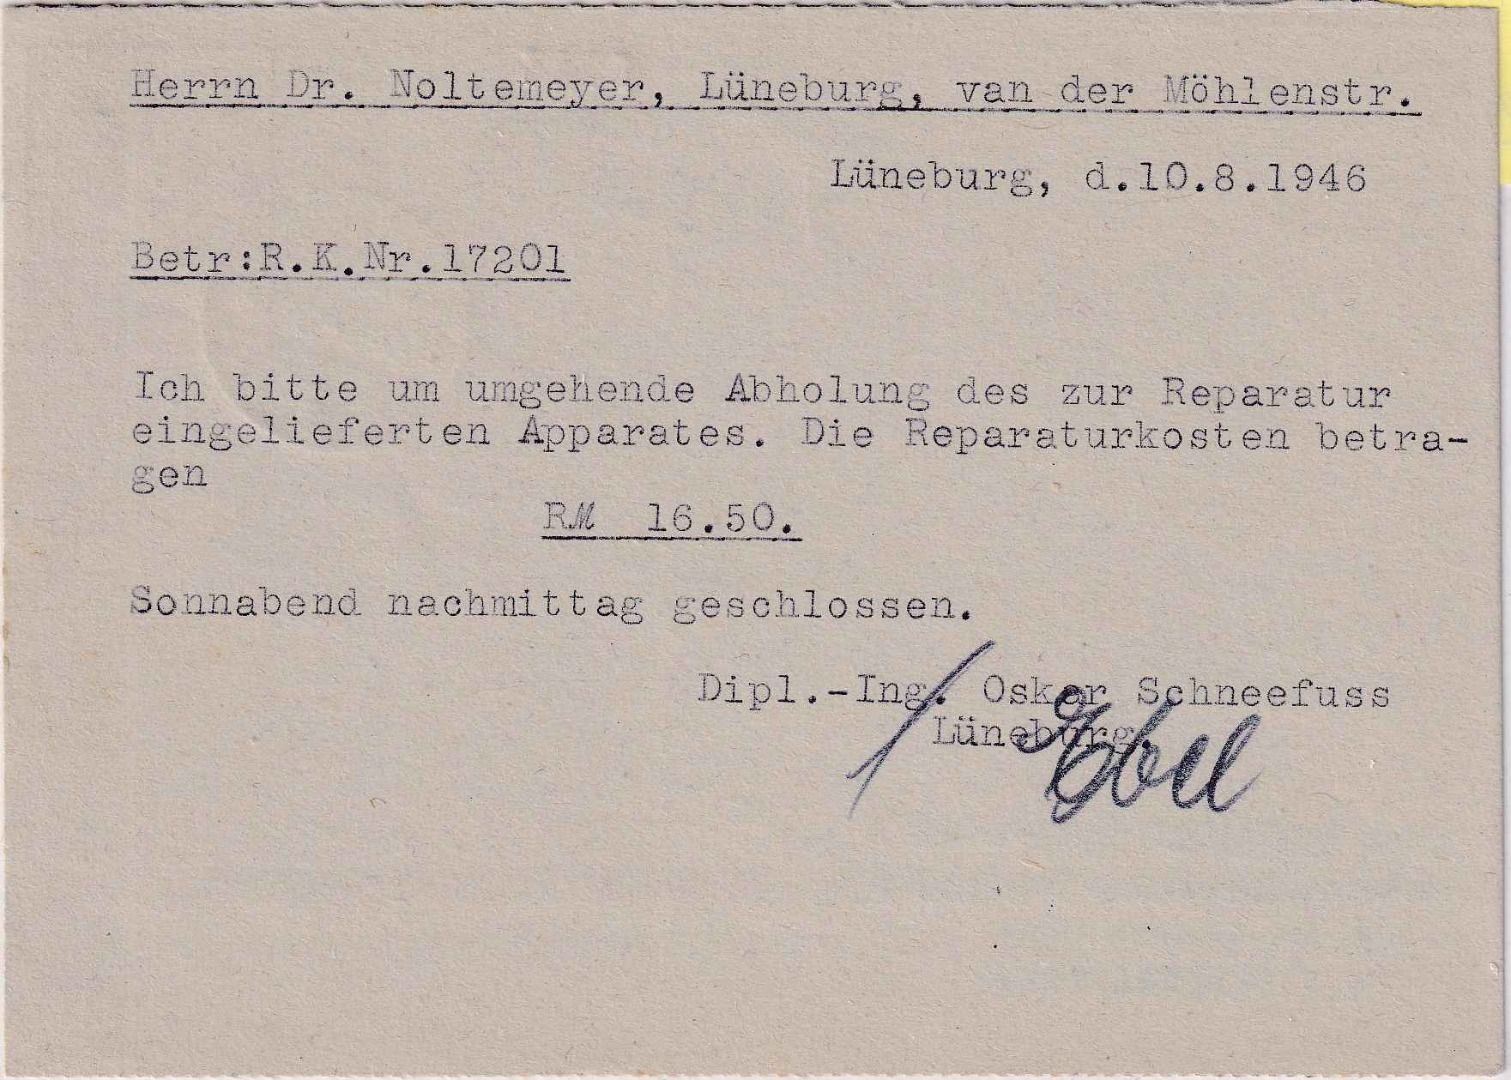 Herrn Dr. Noltemeyer, Lüneburg, van der Möhlenstr.
Lüneburg, d.10.8.1946
Betr:R.K.Nr.17201
Ich bitte um umgehende Abholung des zur Reparatur
eingelieferten Apparates. Die Reparaturkosten betra-
gen
RM 16.50.
Sonnabend nachmittag geschlossen.
Dipl.-Ing. Oskar Schneefuss
Lüneburg.